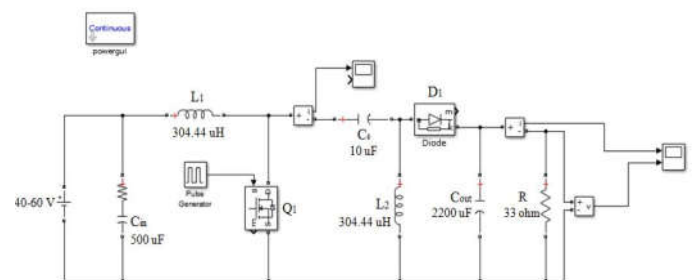 Continuous
powergui
L1
304.44 uH
C4
10 uF
D1
m
Diode
Pulse
Generator
Q1
40-60 V
Cin
500 uF
L2
304.44 uH
Cout
2200 uF
R
33 ohm
v